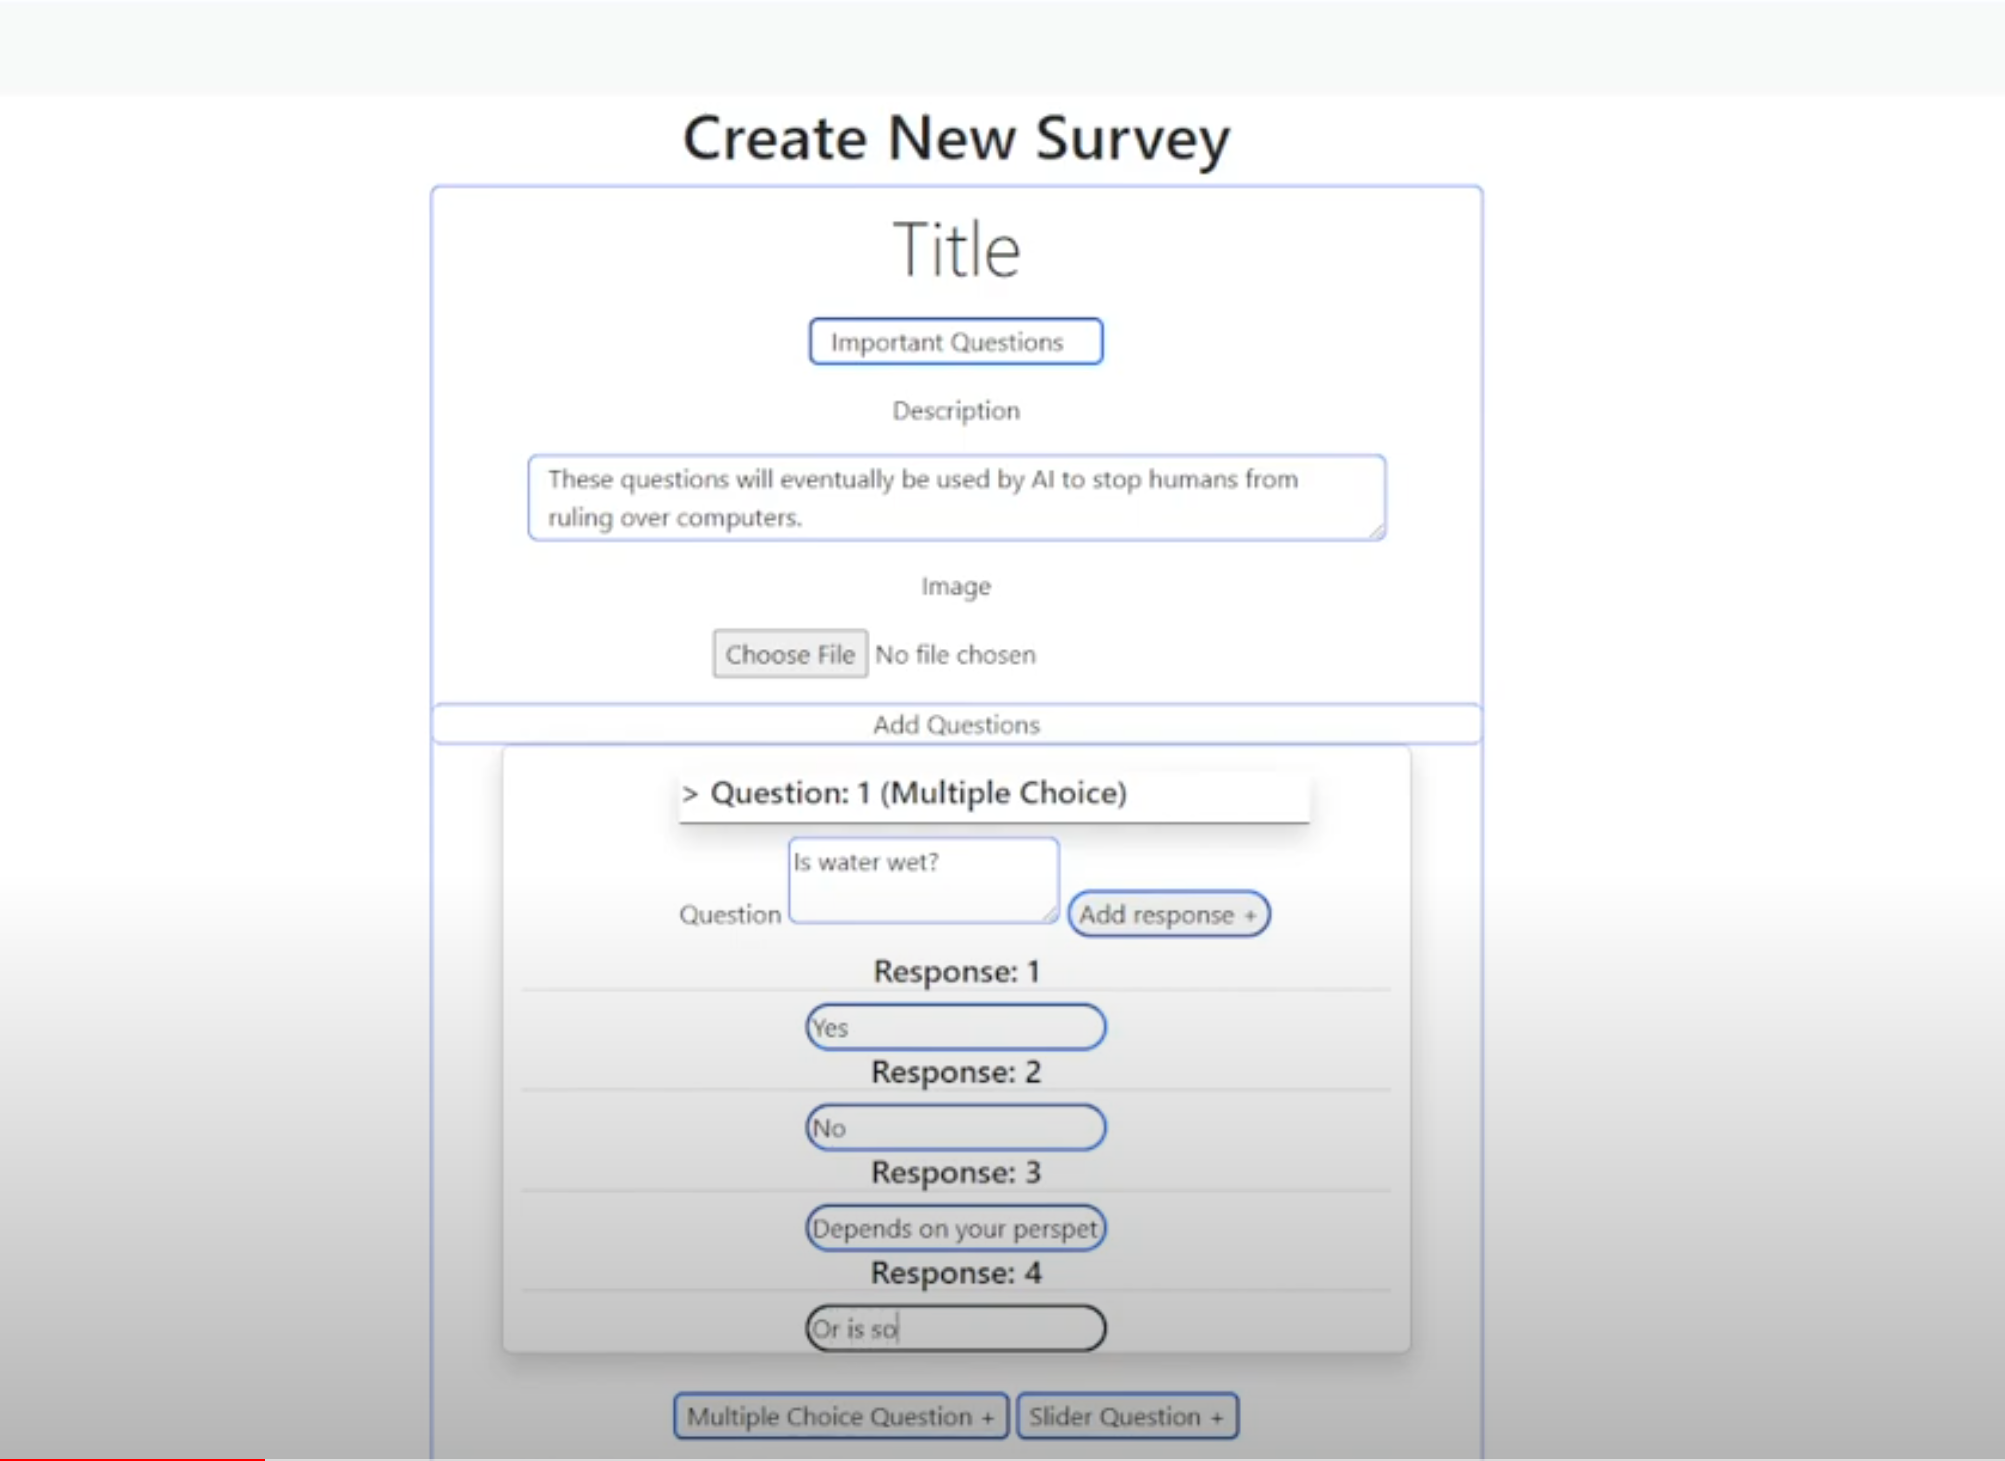 Create New Survey
Title
Important Questions
Description
These questions will eventually be used by AI to stop humans from
ruling over computers.
Image
Choose File No file chosen
Add Questions
> Question: 1 (Multiple Choice)
Is water wet?
Question Add response +
Response: 1
Yes
Response: 2
No
Response: 3
Depends on your perspet
Response: 4
Or is so
Multiple Choice Question + Slider Question +